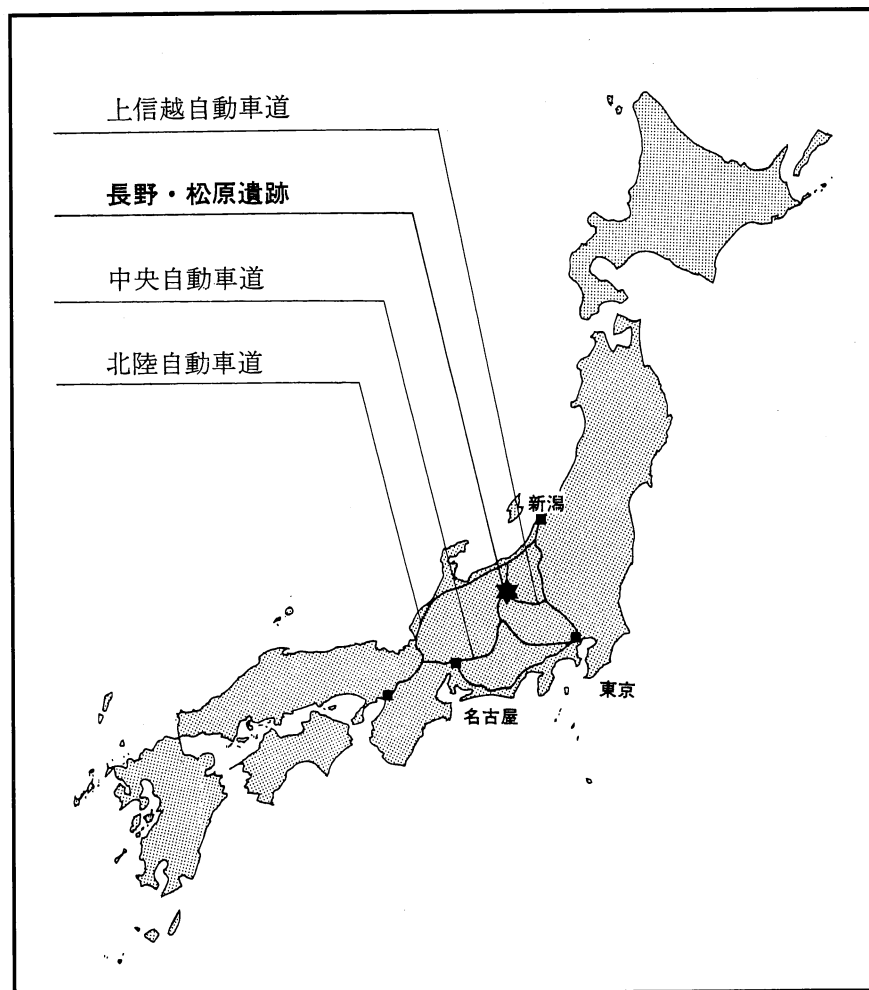 上信越自動車道
長野・松原遺跡
中央自動車道
北陸自動車道
新潟
東京
名古屋